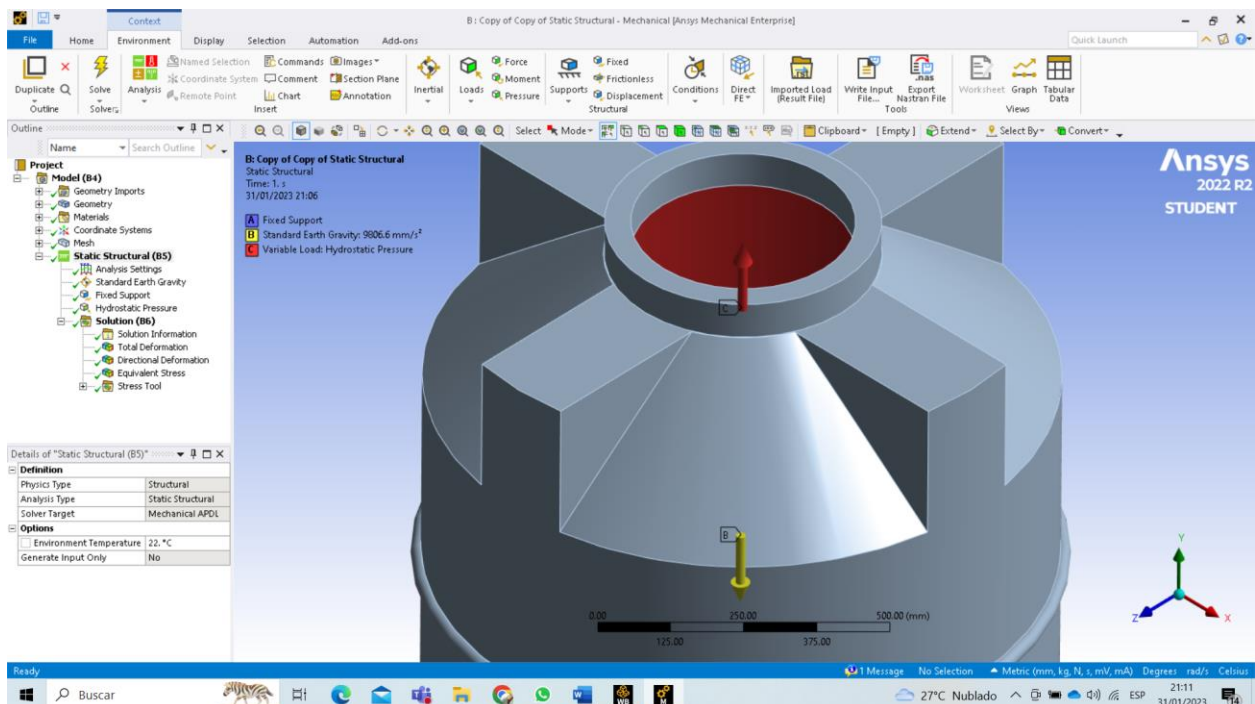 Context
B : Copy of Copy of Static Structural - Mechanical [Ansys Mechanical Enterprise]
File Home Environment Display Selection Automation Add-ons Quick Launch
Duplicate Q
Outline
Solve
Solvers
Analysis
Named Selection Commands Images
Coordinate System Comment Section Plane
Remote Point Chart Annotation
Insert
Inertial
Loads
Force
Moment
Pressure
Supports
Fixed
Frictionless
Displacement
Structural
Conditions
Direct FE
Imported Load (Result File)
Write Input File...
.nas
Export Nastran File
Tools
Worksheet Graph Tabular Data
Views
Outline
Name Search Outline
Select Mode Clipboard [ Empty ] Extend Select By Convert
Project
Model (B4)
Geometry Imports
Geometry
Materials
Coordinate Systems
Mesh
Static Structural (B5)
Analysis Settings
Standard Earth Gravity
Fixed Support
Hydrostatic Pressure
Solution (B6)
Solution Information
Total Deformation
Directional Deformation
Equivalent Stress
Stress Tool
Details of "Static Structural (B5)"
Definition
Physics Type Structural
Analysis Type Static Structural
Solver Target Mechanical APDL
Options
Environment Temperature 22. °C
Generate Input Only No
B: Copy of Copy of Static Structural
Static Structural
Time: 1. s
31/01/2023 21:06
A Fixed Support
B Standard Earth Gravity: 9806.6 mm/s²
C Variable Load: Hydrostatic Pressure
Ansys
2022 R2
STUDENT
C
B
0.00 250.00 500.00 (mm)
125.00 375.00
Y
Z X
Ready 1 Message No Selection Metric (mm, kg, N, s, mV, mA) Degrees rad/s Celsius
Buscar
WB
M
27°C Nublado ESP 21:11
31/01/2023
14